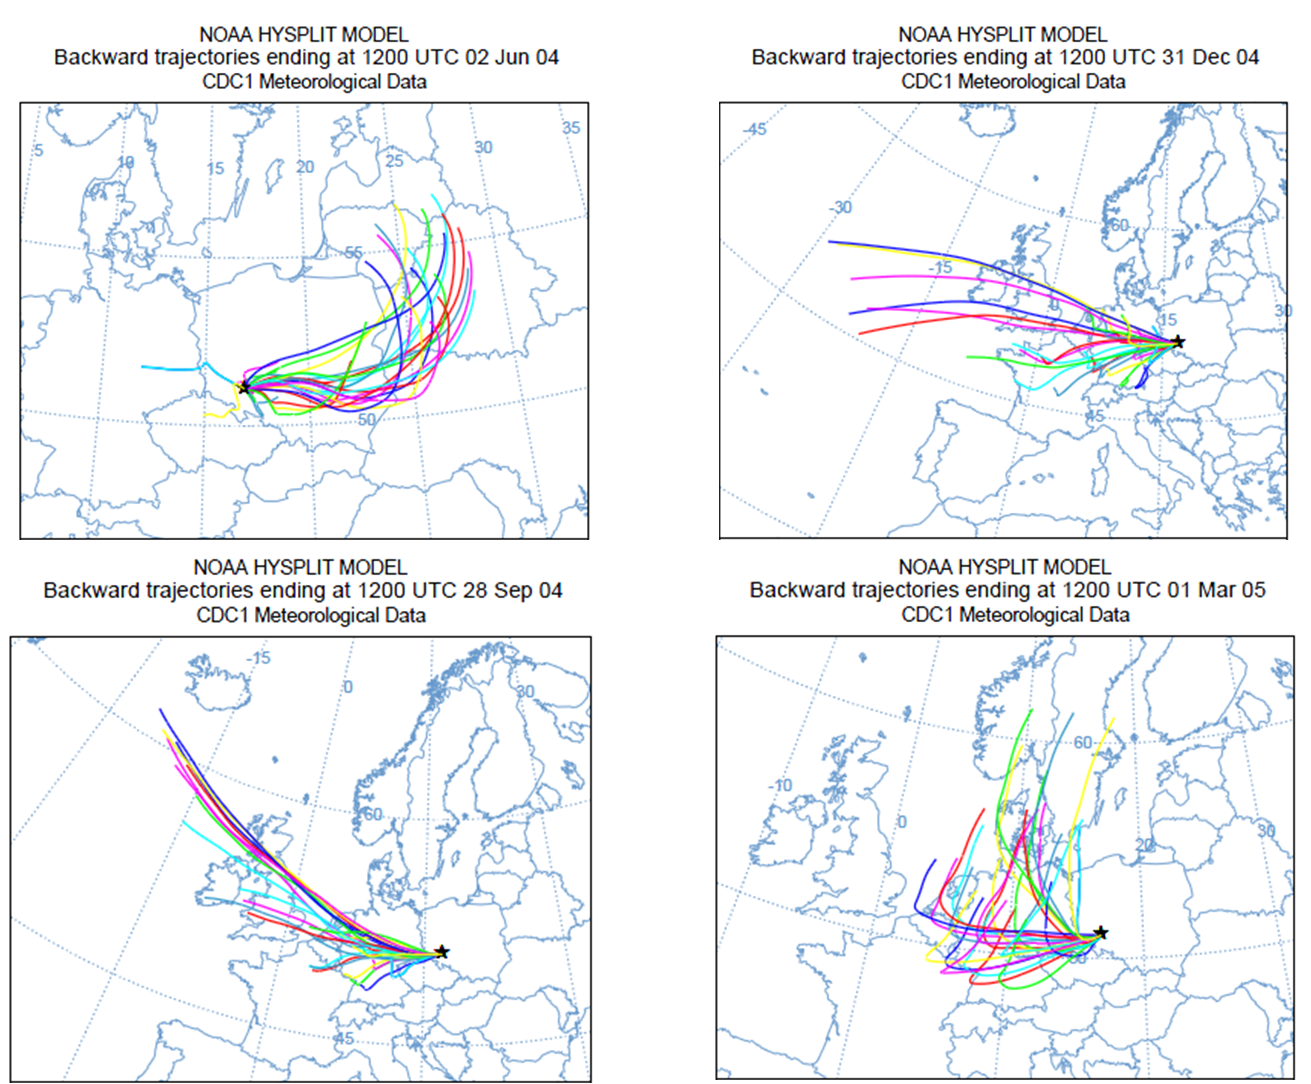 NOAA HYSPLIT MODEL
Backward trajectories ending at 1200 UTC 02 Jun 04
CDC1 Meteorological Data
5
10
15
20
25
30
35
55
50
NOAA HYSPLIT MODEL
Backward trajectories ending at 1200 UTC 31 Dec 04
CDC1 Meteorological Data
-45
-30
-15
0
15
30
60
45
NOAA HYSPLIT MODEL
Backward trajectories ending at 1200 UTC 28 Sep 04
CDC1 Meteorological Data
-15
0
30
60
45
NOAA HYSPLIT MODEL
Backward trajectories ending at 1200 UTC 01 Mar 05
CDC1 Meteorological Data
-10
0
20
30
60